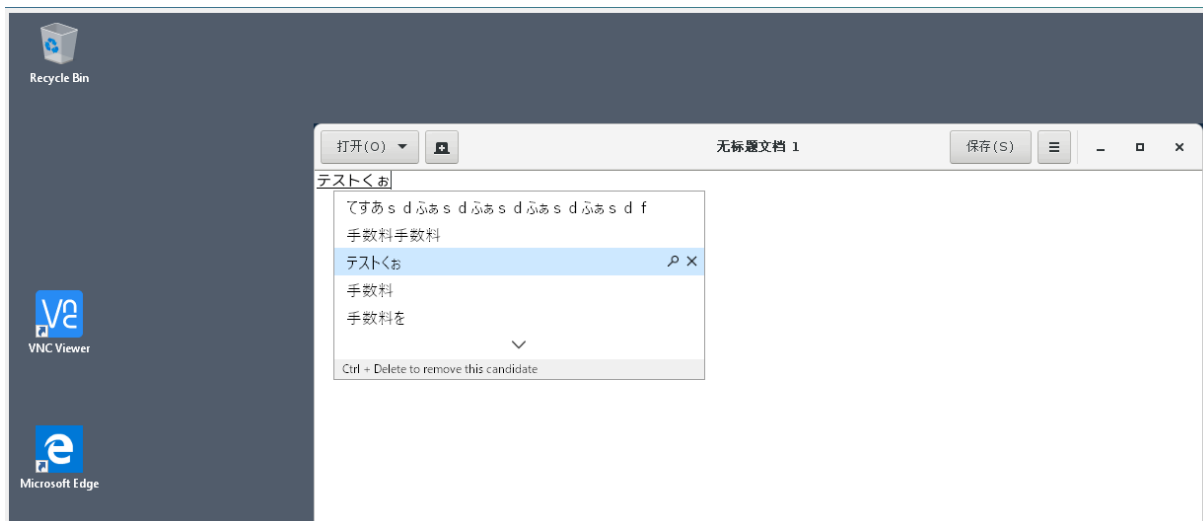 Recycle Bin
打开(O)
无标题文档 1
保存(S)
テストくぉ
てすあｓｄふぁｓｄふぁｓｄふぁｓｄふぁｓｄｆ
手数料手数料
テストくぉ
手数料
手数料を
Ctrl + Delete to remove this candidate
VNC Viewer
Microsoft Edge